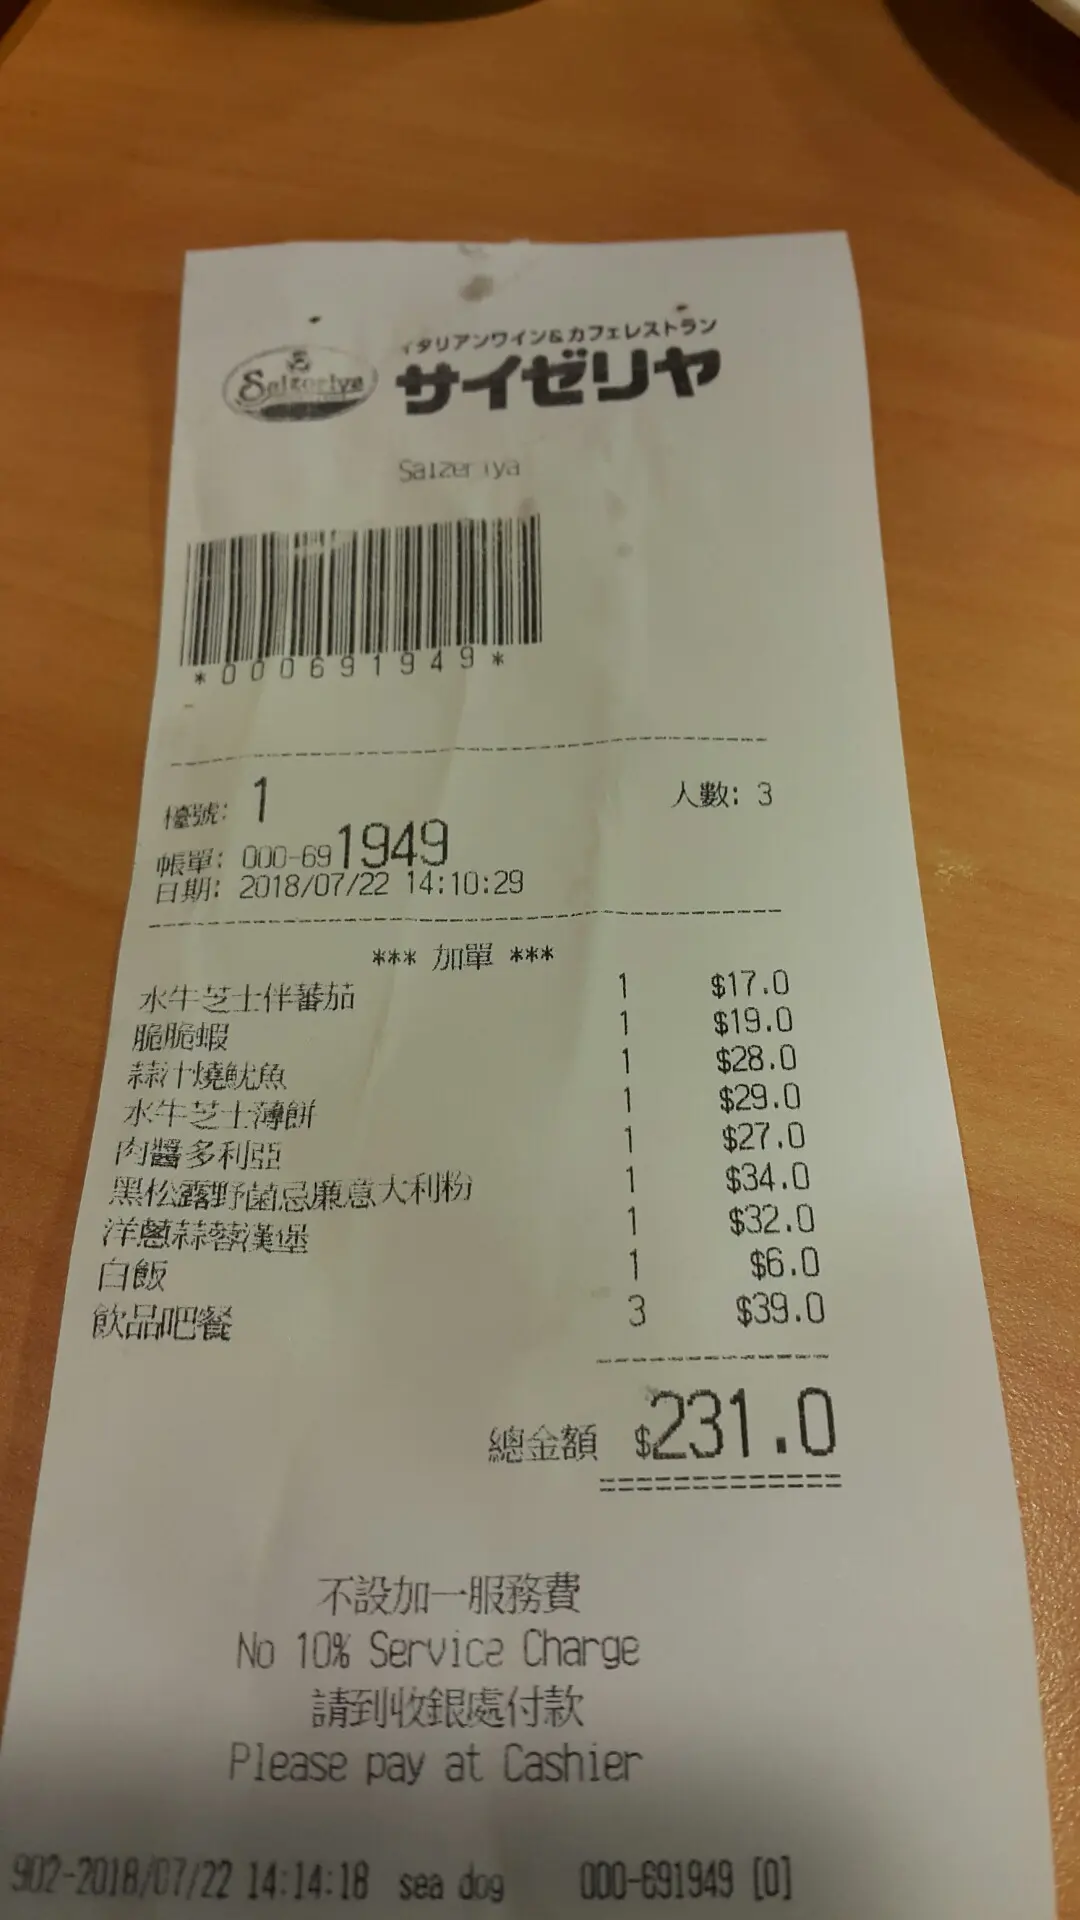 イタリアンワイン&カフェレストラン
Saizeriya サイゼリヤ
Saizeriya
*000691949*
檯號: 1 人數: 3
帳單: 000-691949
日期: 2018/07/22 14:10:29
*** 加單 ***
水牛芝士伴蕃茄 1 $17.0
脆脆蝦 1 $19.0
蒜汁燒魷魚 1 $28.0
水牛芝士薄餅 1 $29.0
肉醬多利亞 1 $27.0
黑松露野菌忌廉意大利粉 1 $34.0
洋蔥蒜蓉漢堡 1 $32.0
白飯 1 $6.0
飲品吧餐 3 $39.0
總金額 $231.0
不設加一服務費
No 10% Service Charge
請到收銀處付款
Please pay at Cashier
902-2018/07/22 14:14:18 sea dog 000-691949 [0]